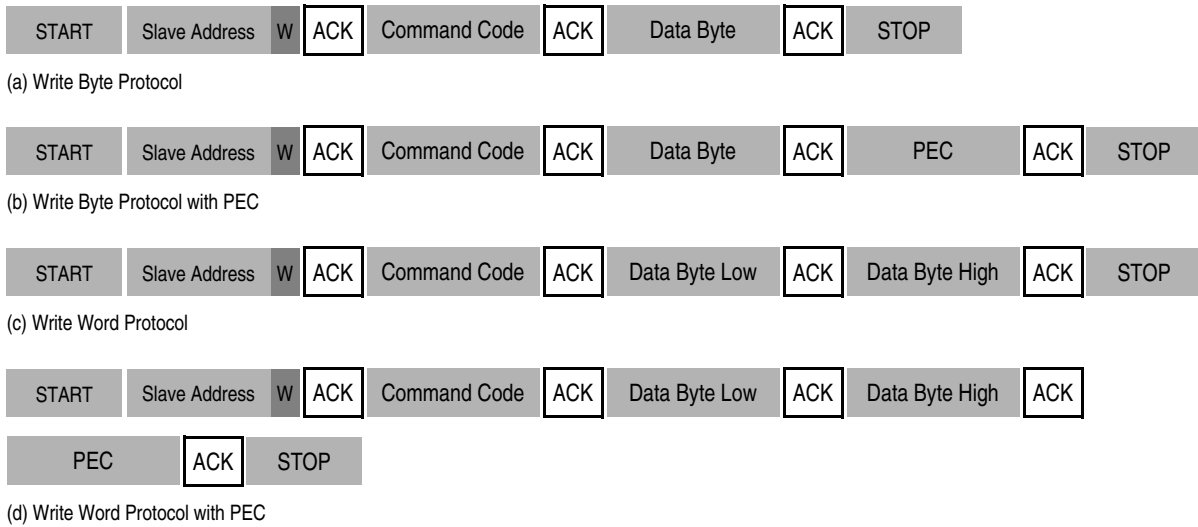 START Slave Address W ACK Command Code ACK Data Byte ACK STOP
(a) Write Byte Protocol
START Slave Address W ACK Command Code ACK Data Byte ACK PEC ACK STOP
(b) Write Byte Protocol with PEC
START Slave Address W ACK Command Code ACK Data Byte Low ACK Data Byte High ACK STOP
(c) Write Word Protocol
START Slave Address W ACK Command Code ACK Data Byte Low ACK Data Byte High ACK
PEC ACK STOP
(d) Write Word Protocol with PEC